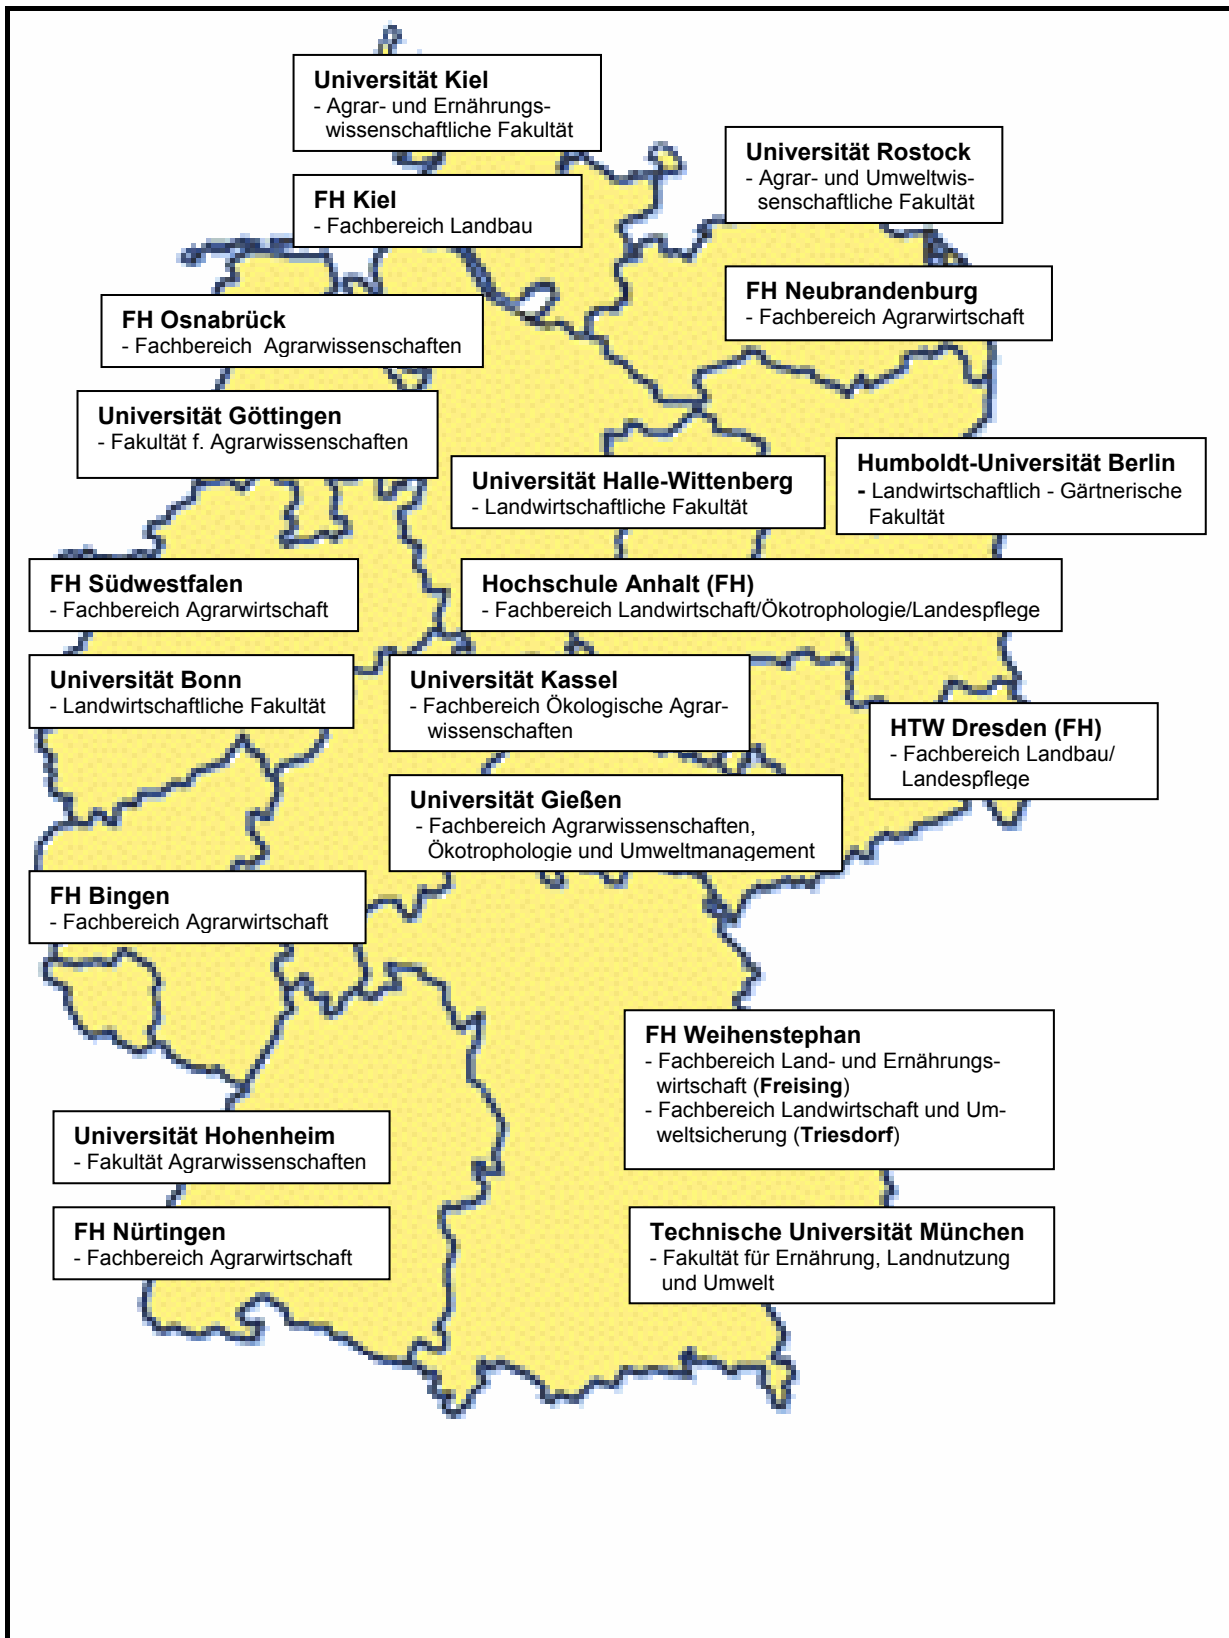 Universität Kiel
- Agrar- und Ernährungs-
wissenschaftliche Fakultät
Universität Rostock
- Agrar- und Umweltwis-
senschaftliche Fakultät
FH Kiel
- Fachbereich Landbau
FH Neubrandenburg
- Fachbereich Agrarwirtschaft
FH Osnabrück
- Fachbereich Agrarwissenschaften
Universität Göttingen
- Fakultät f. Agrarwissenschaften
Universität Halle-Wittenberg
- Landwirtschaftliche Fakultät
Humboldt-Universität Berlin
- Landwirtschaftlich - Gärtnerische
Fakultät
FH Südwestfalen
- Fachbereich Agrarwirtschaft
Hochschule Anhalt (FH)
- Fachbereich Landwirtschaft/Ökotrophologie/Landespflege
Universität Bonn
- Landwirtschaftliche Fakultät
Universität Kassel
- Fachbereich Ökologische Agrar-
wissenschaften
HTW Dresden (FH)
- Fachbereich Landbau/
Landespflege
Universität Gießen
- Fachbereich Agrarwissenschaften,
Ökotrophologie und Umweltmanagement
FH Bingen
- Fachbereich Agrarwirtschaft
FH Weihenstephan
- Fachbereich Land- und Ernährungs-
wirtschaft (Freising)
- Fachbereich Landwirtschaft und Um-
weltsicherung (Triesdorf)
Universität Hohenheim
- Fakultät Agrarwissenschaften
FH Nürtingen
- Fachbereich Agrarwirtschaft
Technische Universität München
- Fakultät für Ernährung, Landnutzung
und Umwelt